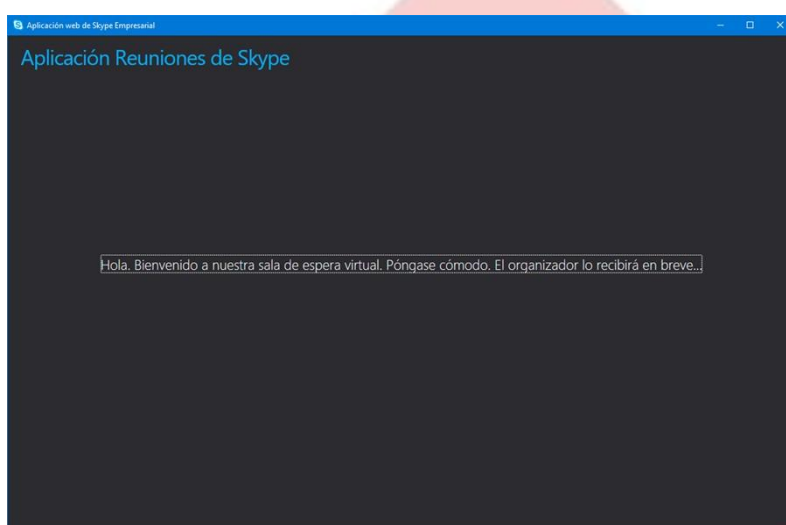 Aplicación web de Skype Empresarial
Aplicación Reuniones de Skype
Hola. Bienvenido a nuestra sala de espera virtual. Póngase cómodo. El organizador lo recibirá en breve...